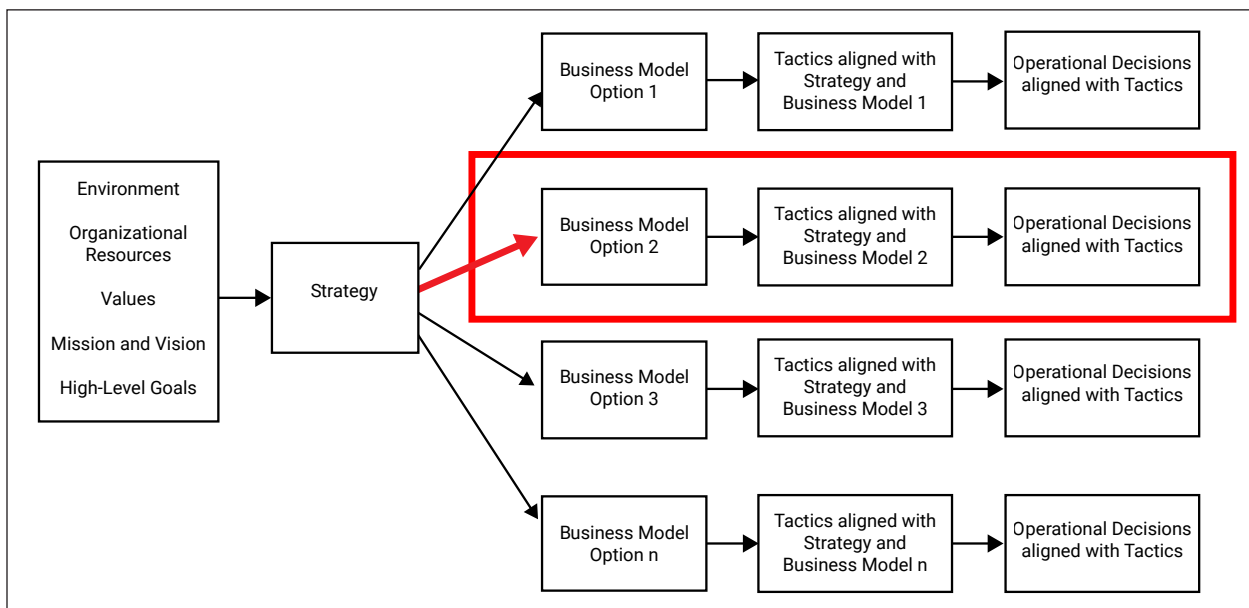 Environment
Organizational
Resources
Values
Mission and Vision
High-Level Goals
Strategy
Business Model
Option 1
Tactics aligned with
Strategy and
Business Model 1
Operational Decisions
aligned with Tactics
Business Model
Option 2
Tactics aligned with
Strategy and
Business Model 2
Operational Decisions
aligned with Tactics
Business Model
Option 3
Tactics aligned with
Strategy and
Business Model 3
Operational Decisions
aligned with Tactics
Business Model
Option n
Tactics aligned with
Strategy and
Business Model n
Operational Decisions
aligned with Tactics